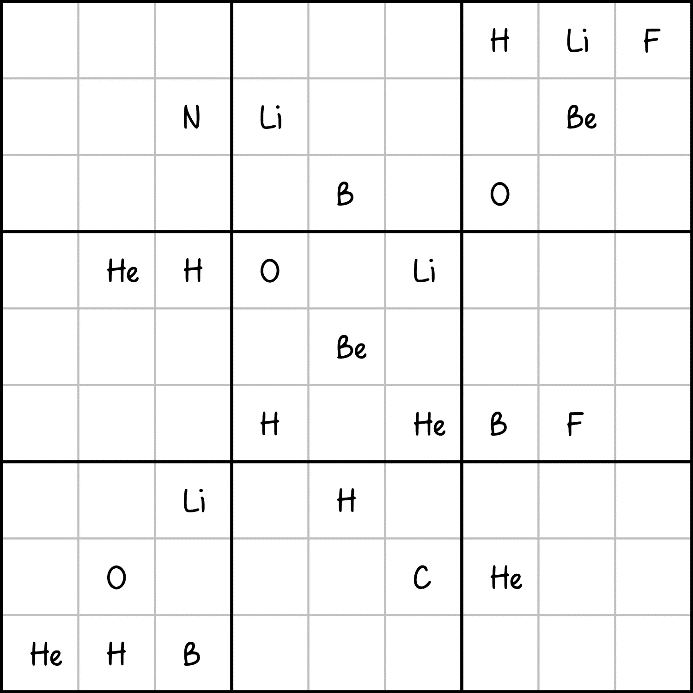 H Li F
N Li Be
B O
He H O Li
Be
H He B F
Li H
O C He
He H B